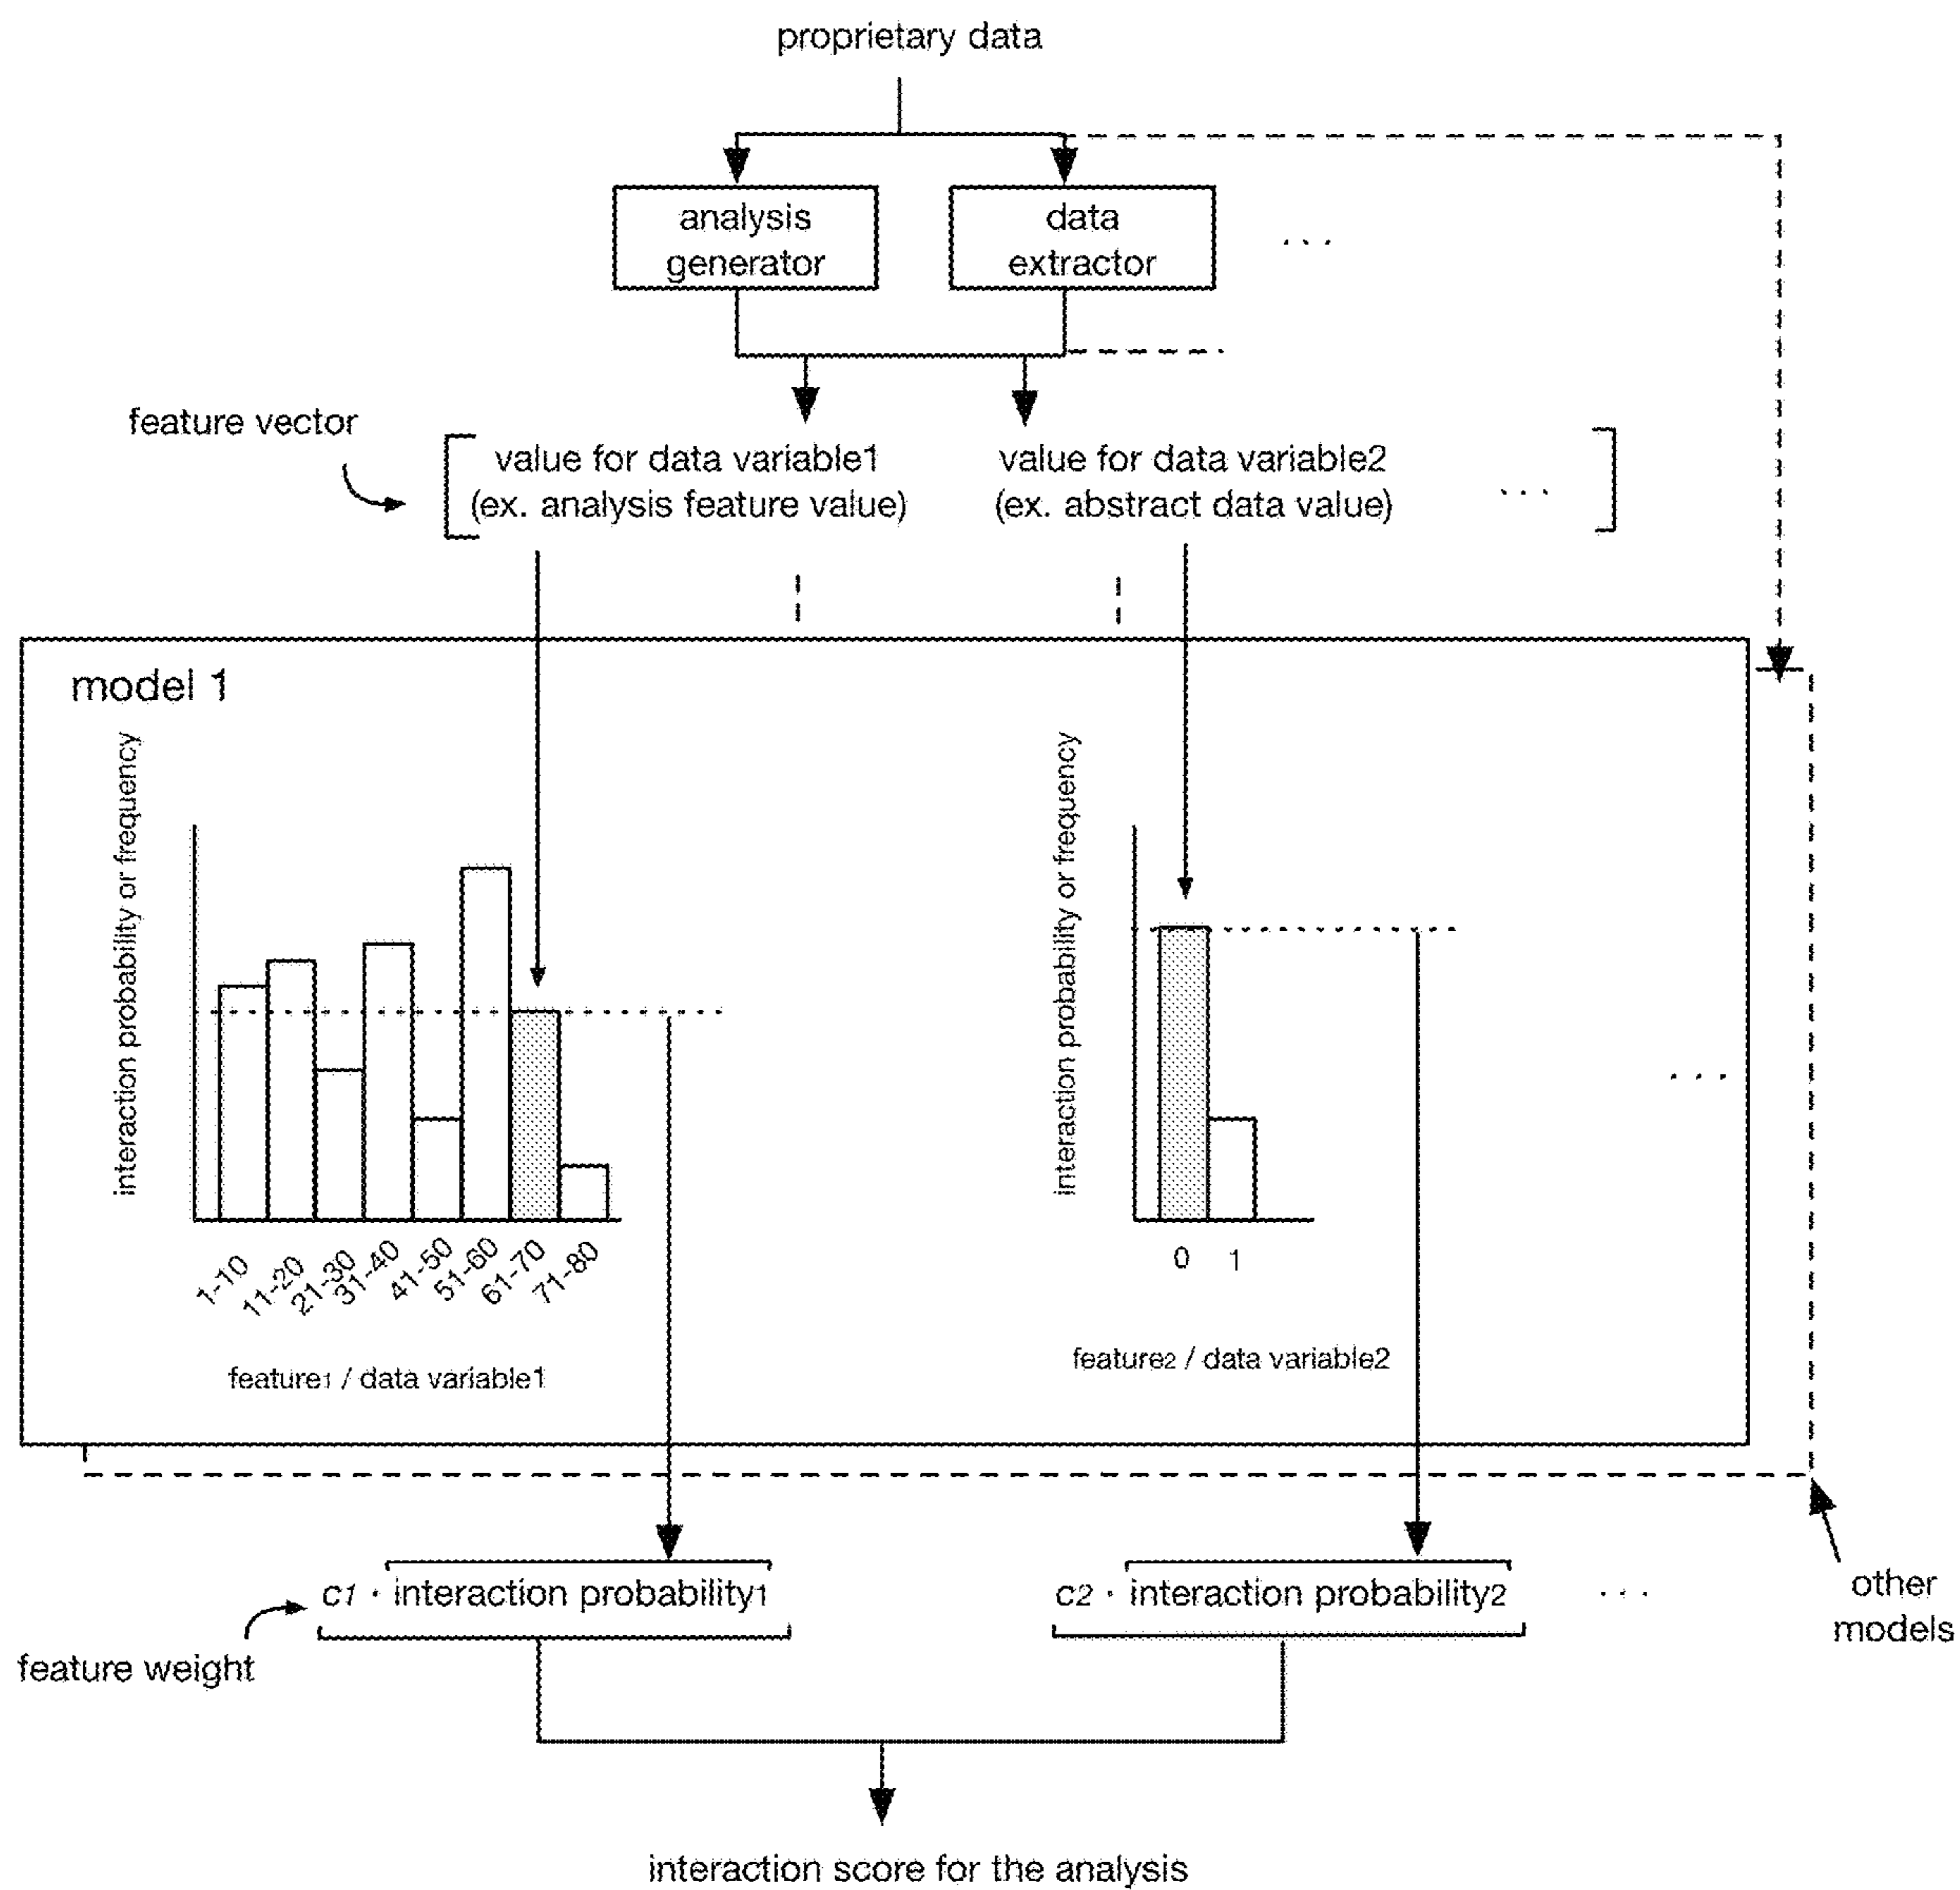 proprietary data
analysis
generator
data
extractor
...
feature vector
value for data variable1
(ex. analysis feature value)
value for data variable2
(ex. abstract data value)
...
model 1
interaction probability or frequency
1-10
11-20
21-30
31-40
41-50
51-60
61-70
71-80
feature1 / data variable1
interaction probability or frequency
0
1
feature2 / data variable2
...
c1 · interaction probability1
c2 · interaction probability2
...
other
models
feature weight
interaction score for the analysis